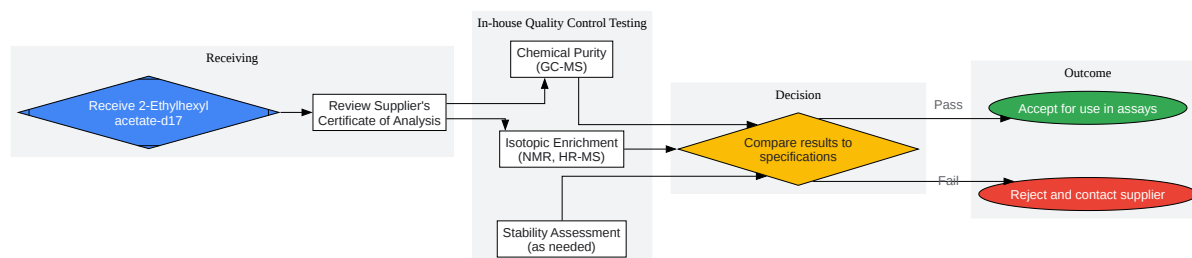 Receiving
Receive 2-Ethylhexyl
acetate-d17
Review Supplier's
Certificate of Analysis
In-house Quality Control Testing
Chemical Purity
(GC-MS)
Isotopic Enrichment
(NMR, HR-MS)
Stability Assessment
(as needed)
Decision
Compare results to
specifications
Pass
Fail
Outcome
Accept for use in assays
Reject and contact supplier